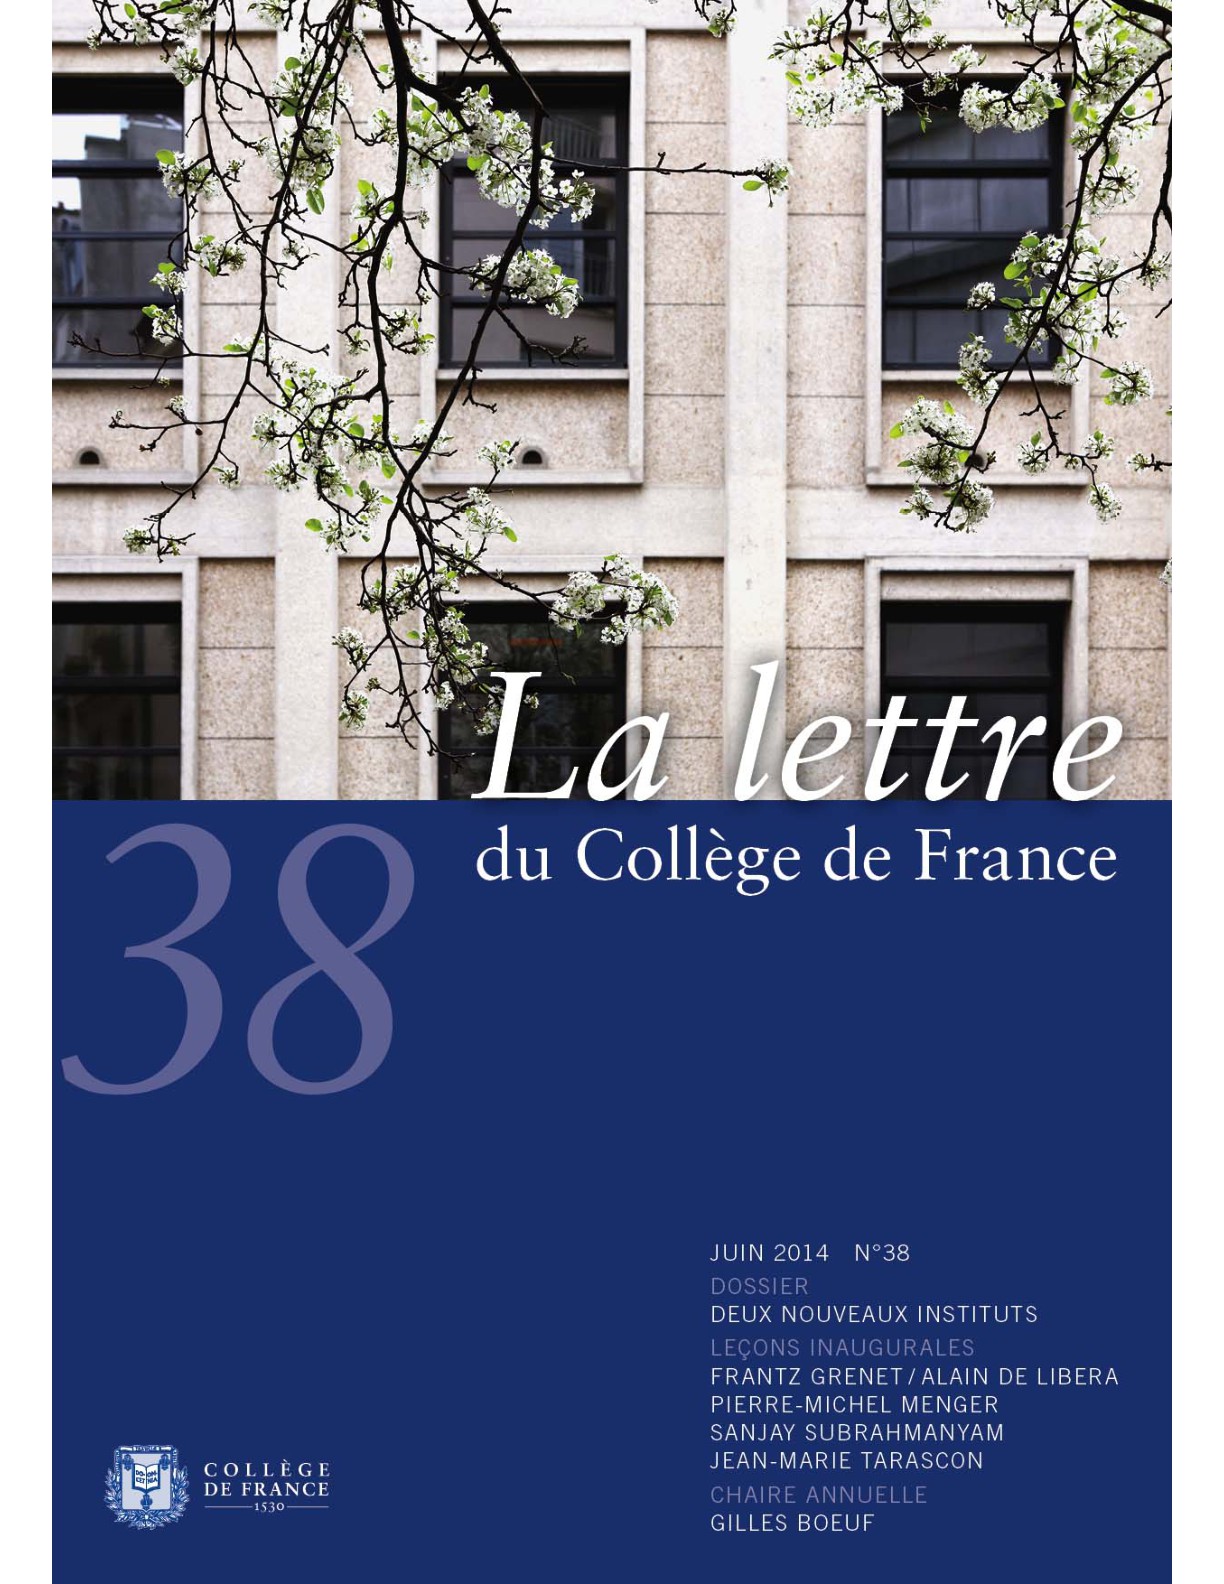 La lettre
du Collège de France
38
JUIN 2014 N°38
DOSSIER
DEUX NOUVEAUX INSTITUTS
LEÇONS INAUGURALES
FRANTZ GRENET / ALAIN DE LIBERA
PIERRE-MICHEL MENGER
SANJAY SUBRAHMANYAM
JEAN-MARIE TARASCON
CHAIRE ANNUELLE
GILLES BOEUF
COLLÈGE
DE FRANCE
1530